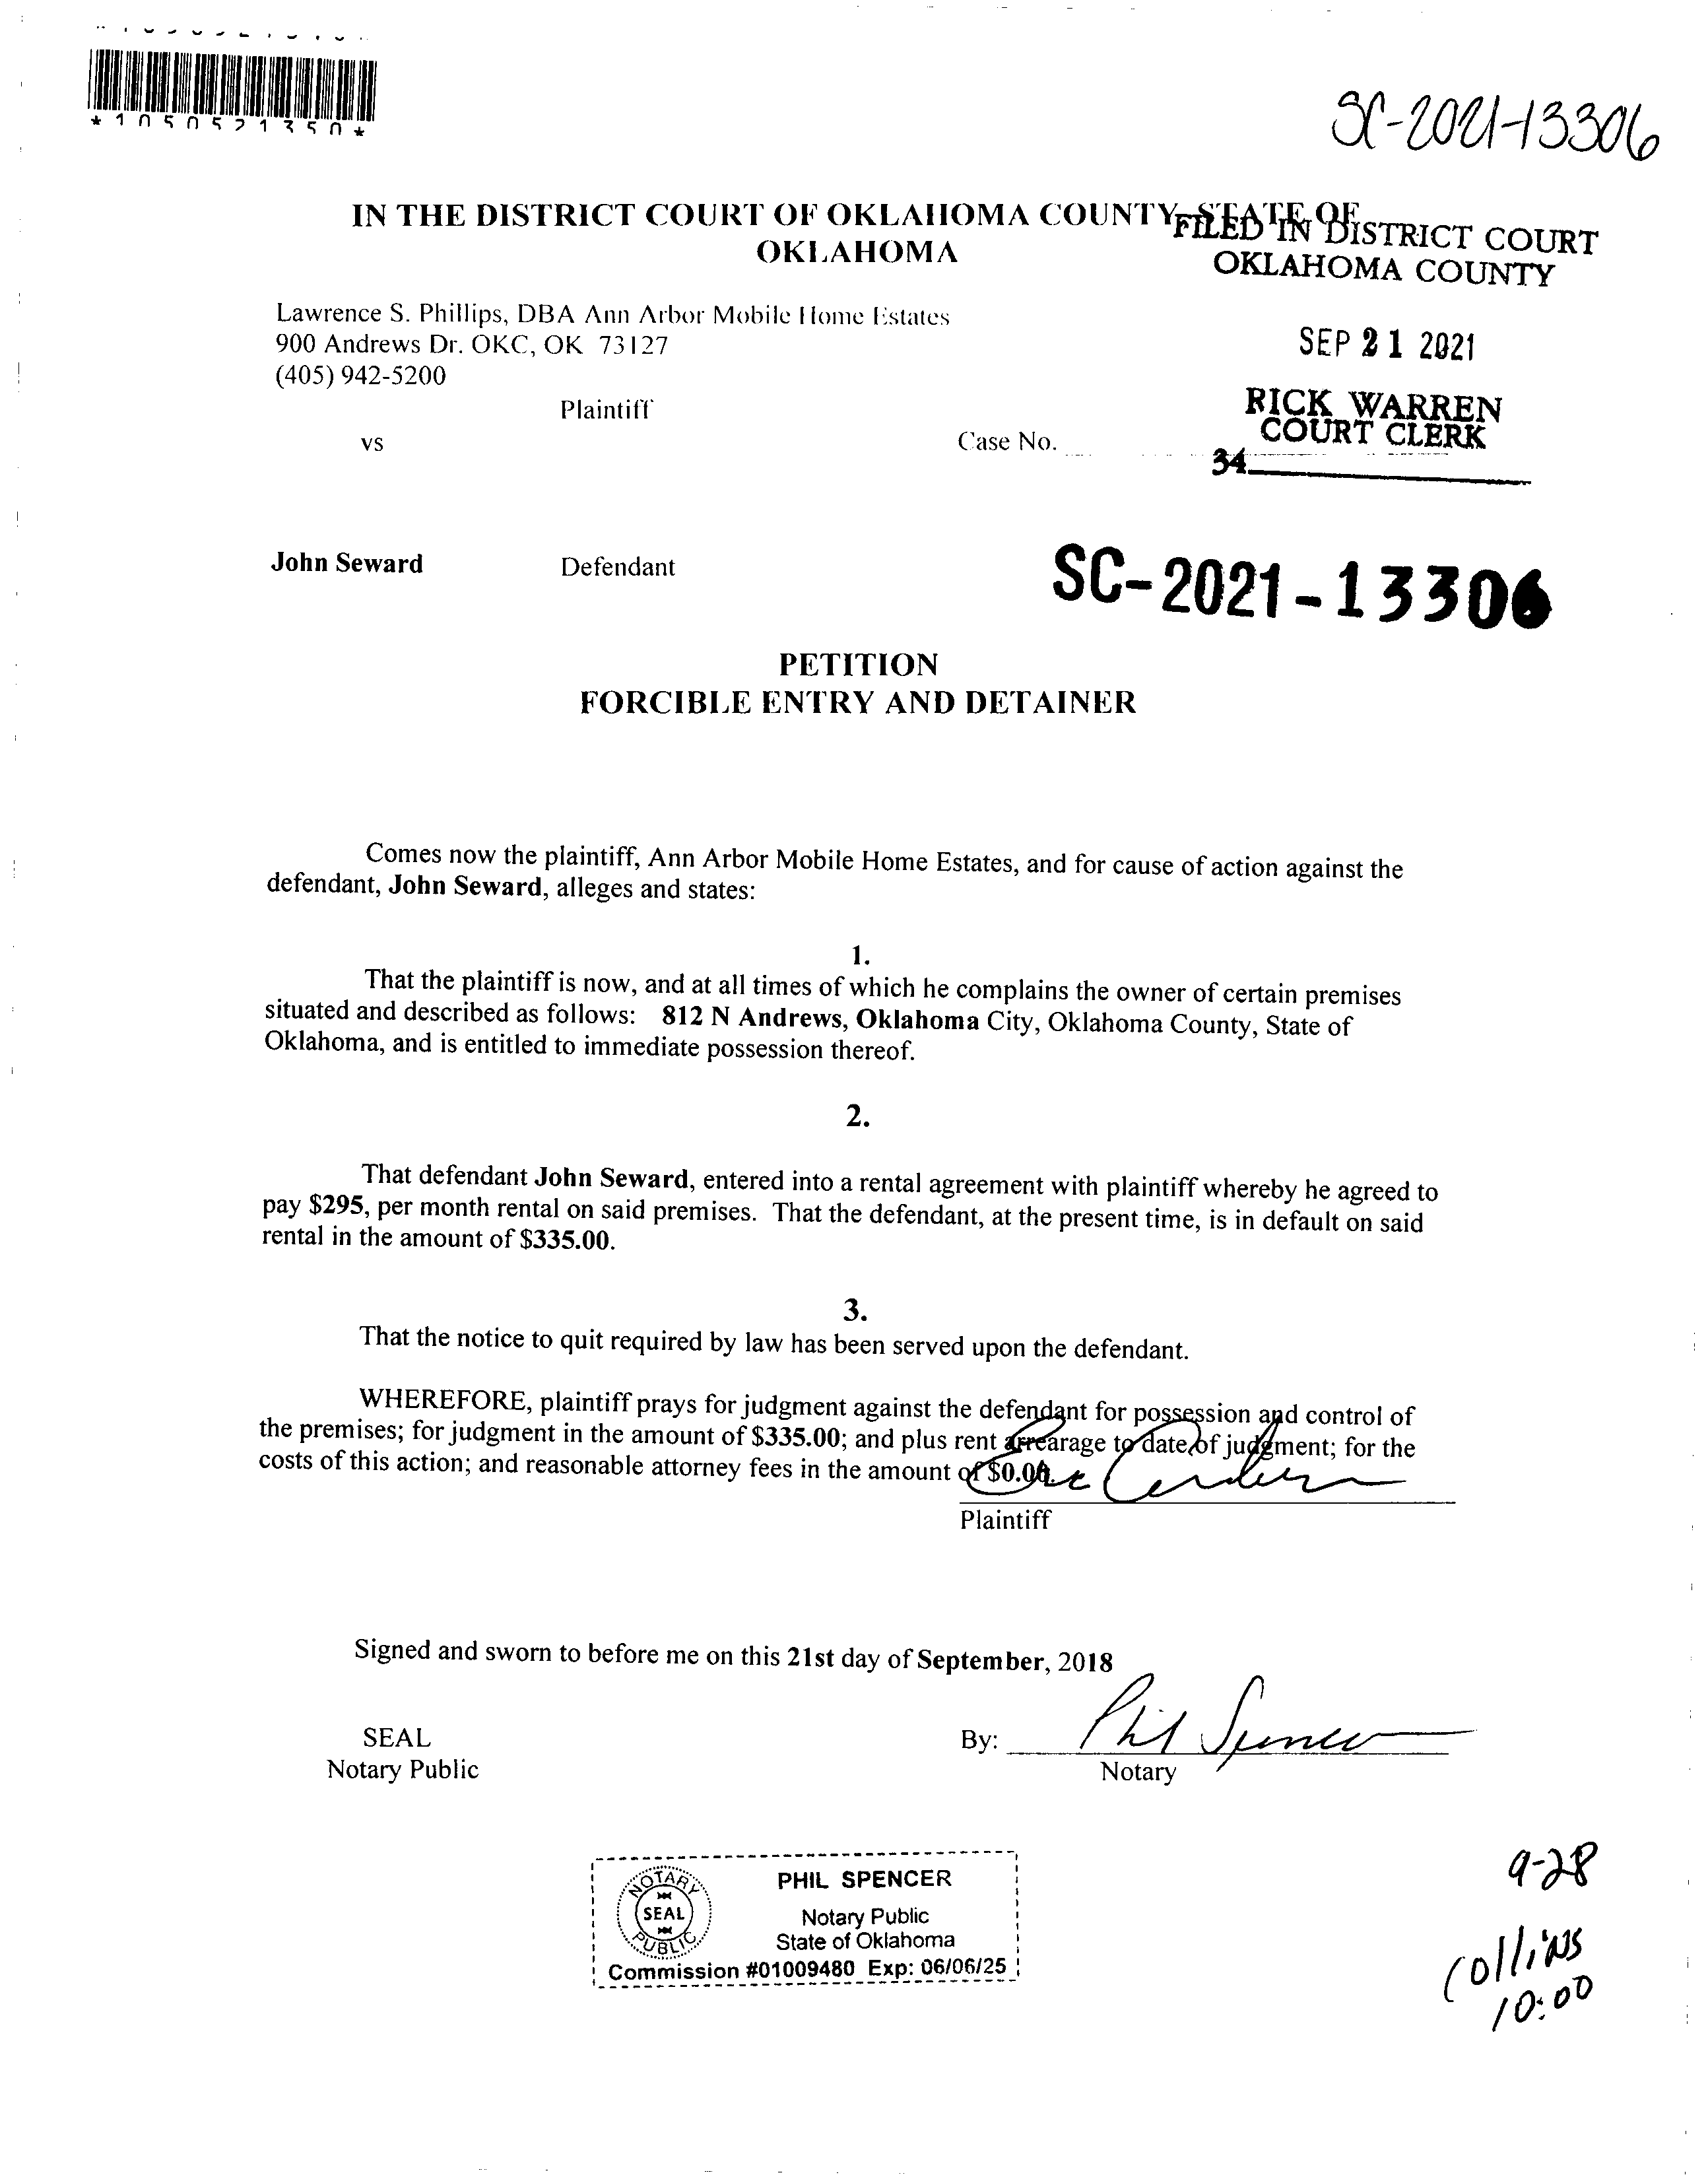 *1050521350*
SC-2021-13306
IN THE DISTRICT COURT OF OKLAHOMA COUNTY, STATE OF
OKLAHOMA
FILED IN DISTRICT COURT
OKLAHOMA COUNTY
Lawrence S. Phillips, DBA Ann Arbor Mobile Home Estates
900 Andrews Dr. OKC, OK 73127
(405) 942-5200
SEP 21 2021
Plaintiff
RICK WARREN
COURT CLERK
vs
Case No.
34
John Seward Defendant
SC-2021-13306
PETITION
FORCIBLE ENTRY AND DETAINER
Comes now the plaintiff, Ann Arbor Mobile Home Estates, and for cause of action against the
defendant, John Seward, alleges and states:
1.
That the plaintiff is now, and at all times of which he complains the owner of certain premises
situated and described as follows: 812 N Andrews, Oklahoma City, Oklahoma County, State of
Oklahoma, and is entitled to immediate possession thereof.
2.
That defendant John Seward, entered into a rental agreement with plaintiff whereby he agreed to
pay $295, per month rental on said premises. That the defendant, at the present time, is in default on said
rental in the amount of $335.00.
3.
That the notice to quit required by law has been served upon the defendant.
WHEREFORE, plaintiff prays for judgment against the defendant for possession and control of
the premises; for judgment in the amount of $335.00; and plus rent arrearage to date of judgment; for the
costs of this action; and reasonable attorney fees in the amount of $0.00.
Plaintiff
Signed and sworn to before me on this 21st day of September, 2018
SEAL
Notary Public
By: Phil Spencer
Notary
NOTARY
SEAL
PUBLIC
PHIL SPENCER
Notary Public
State of Oklahoma
Commission #01009480 Exp: 06/06/25
9-28
Collins
10:00